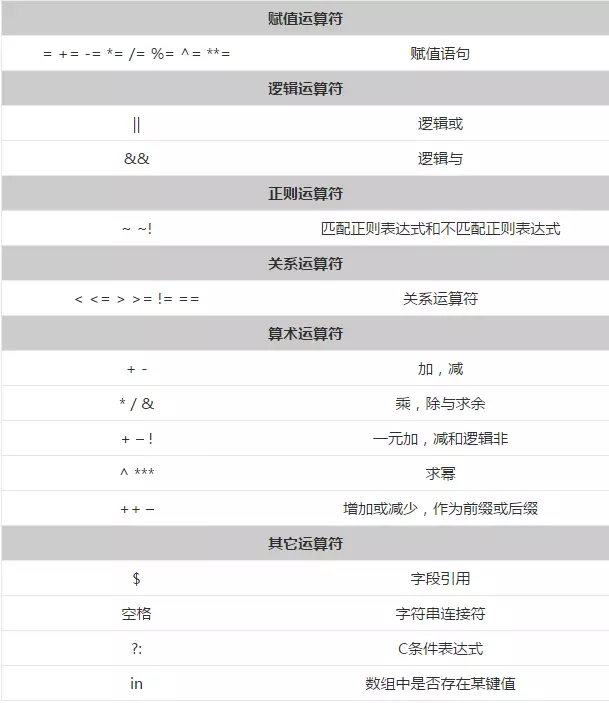 赋值运算符
= += -= *= /= %= ^= **= 赋值语句
逻辑运算符
|| 逻辑或
&& 逻辑与
正则运算符
~ ~! 匹配正则表达式和不匹配正则表达式
关系运算符
< <= > >= != == 关系运算符
算术运算符
+ - 加，减
* / & 乘，除与求余
+ – ! 一元加，减和逻辑非
^ *** 求幂
++ – 增加或减少，作为前缀或后缀
其它运算符
$ 字段引用
空格 字符串连接符
?: C条件表达式
in 数组中是否存在某键值